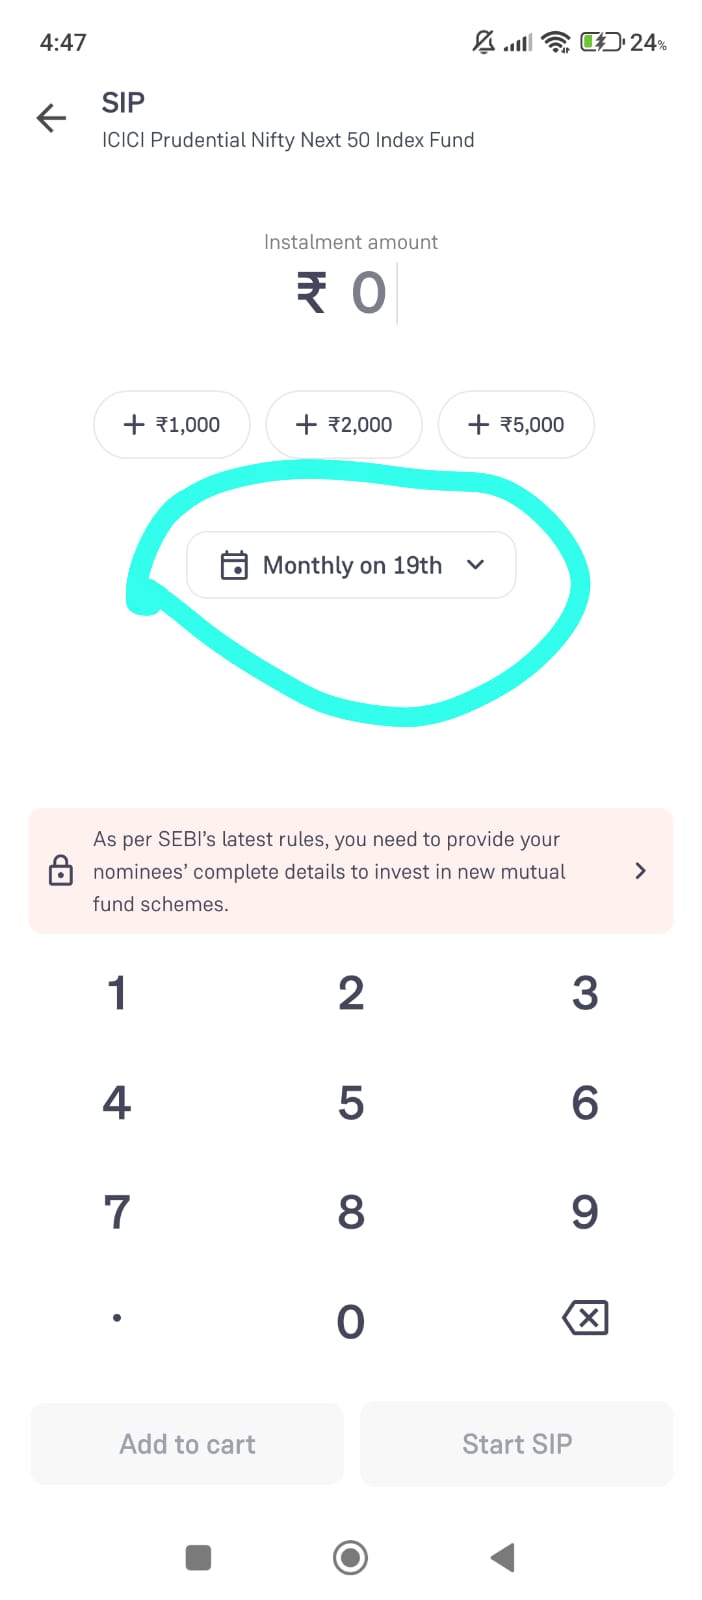 4:47
24%
SIP
ICICI Prudential Nifty Next 50 Index Fund
Instalment amount
₹ 0
+ ₹1,000 + ₹2,000 + ₹5,000
Monthly on 19th
As per SEBI’s latest rules, you need to provide your
nominees’ complete details to invest in new mutual
fund schemes.
1 2 3
4 5 6
7 8 9
. 0
Add to cart Start SIP